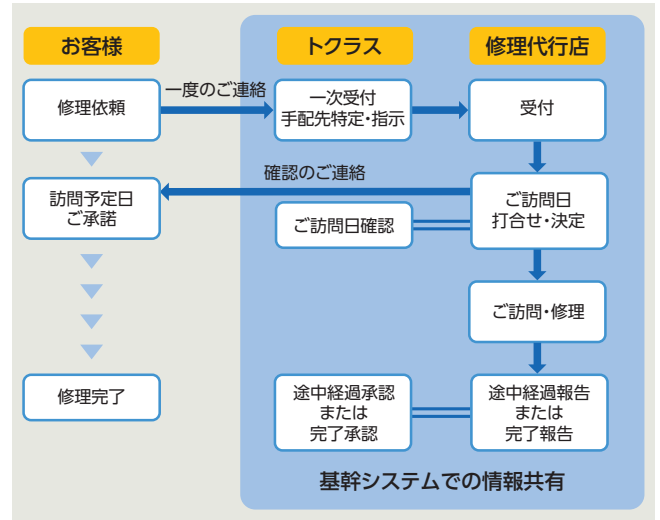 お客様
トクラス
修理代行店
修理依頼
一度のご連絡
一次受付
手配先特定・指示
受付
確認のご連絡
訪問予定日
ご承諾
ご訪問日確認
ご訪問日
打合せ・決定
ご訪問・修理
修理完了
途中経過承認
または
完了承認
途中経過報告
または
完了報告
基幹システムでの情報共有